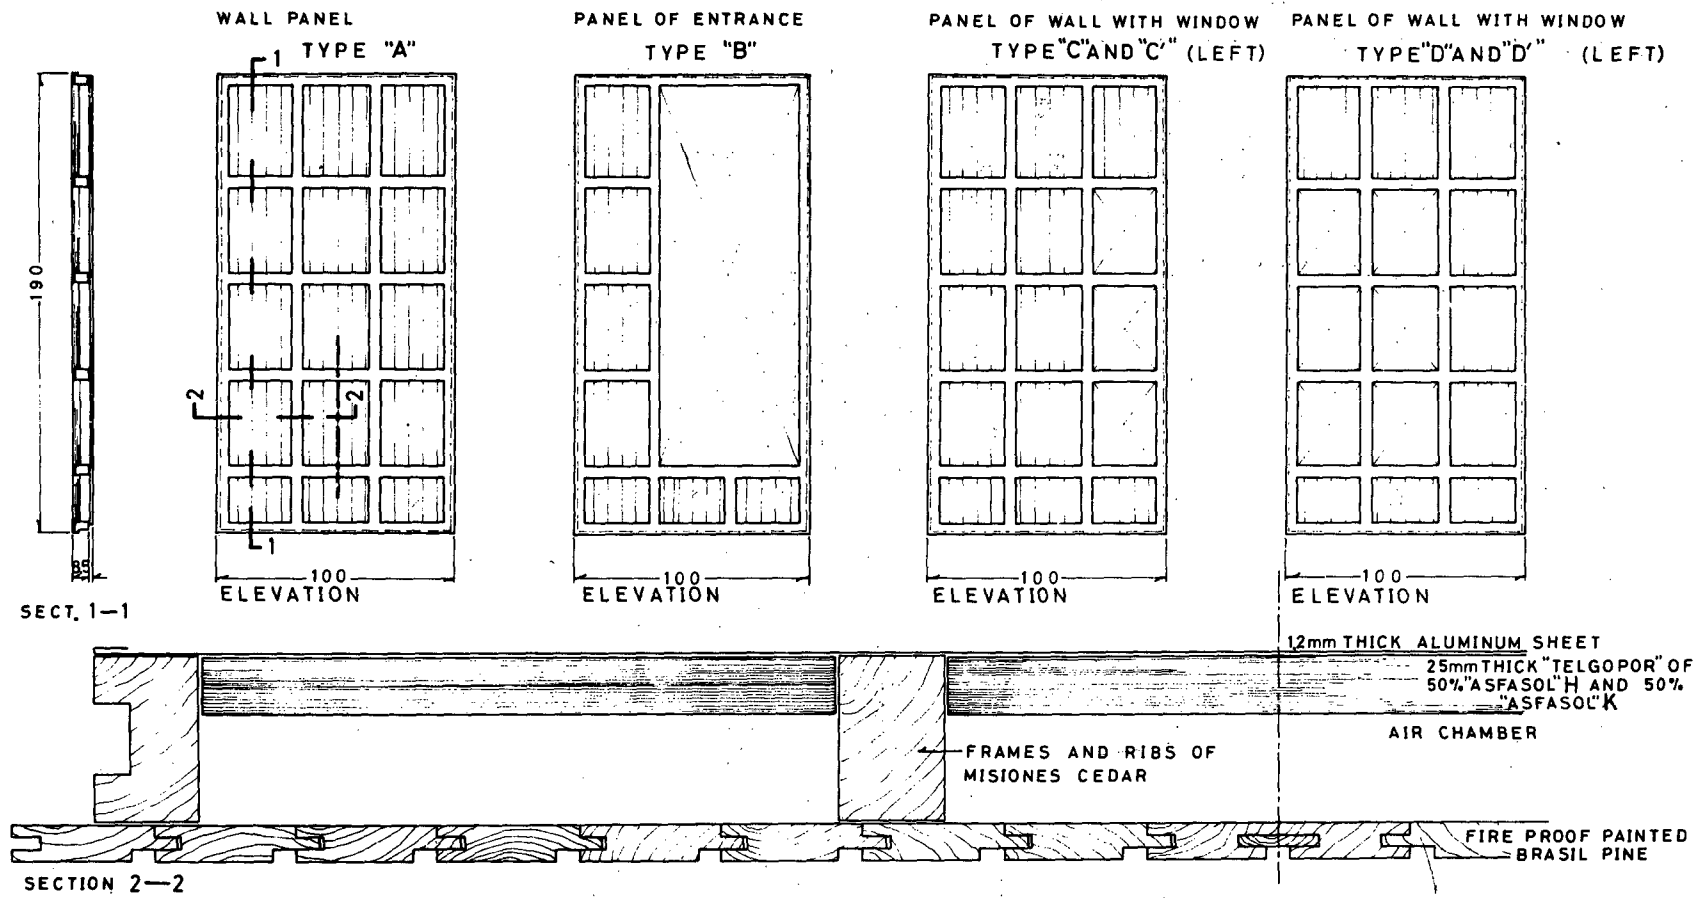 WALL PANEL
TYPE "A"
PANEL OF ENTRANCE
TYPE "B"
PANEL OF WALL WITH WINDOW
TYPE "C" AND "C'" (LEFT)
PANEL OF WALL WITH WINDOW
TYPE "D" AND "D'" (LEFT)
1
190
2
2
1
85
100
100
100
100
ELEVATION
ELEVATION
ELEVATION
ELEVATION
SECT. 1-1
1,2mm THICK ALUMINUM SHEET
25mm THICK "TELGOPOR" OF
50% "ASFASOL" H AND 50%
"ASFASOL" K
AIR CHAMBER
FRAMES AND RIBS OF
MISIONES CEDAR
FIRE PROOF PAINTED
BRASIL PINE
SECTION 2-2